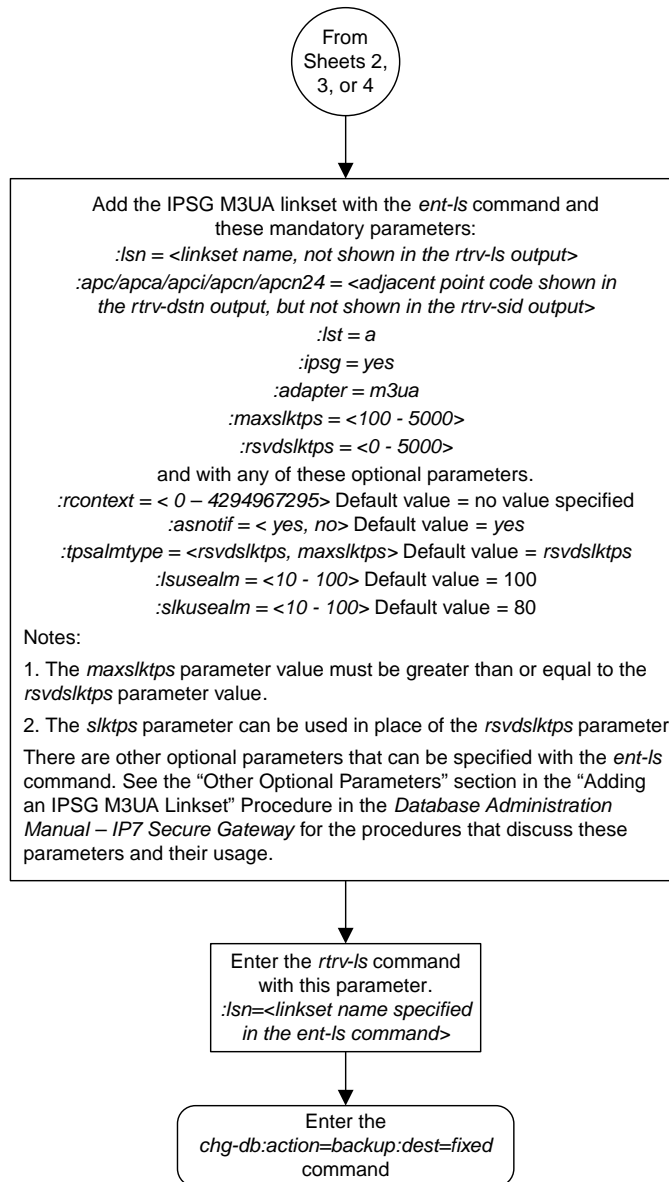 From
Sheets 2,
3, or 4
Add the IPSG M3UA linkset with the ent-ls command and
these mandatory parameters:
:lsn = <linkset name, not shown in the rtrv-ls output>
:apc/apca/apci/apcn/apcn24 = <adjacent point code shown in
the rtrv-dstn output, but not shown in the rtrv-sid output>
:lst = a
:ipsg = yes
:adapter = m3ua
:maxslktps = <100 - 5000>
:rsvdslktps = <0 - 5000>
and with any of these optional parameters.
:rcontext = < 0 – 4294967295> Default value = no value specified
:asnotif = < yes, no> Default value = yes
:tpsalmtype = <rsvdslktps, maxslktps> Default value = rsvdslktps
:lsusealm = <10 - 100> Default value = 100
:slkusealm = <10 - 100> Default value = 80
Notes:
1. The maxslktps parameter value must be greater than or equal to the
rsvdslktps parameter value.
2. The slktps parameter can be used in place of the rsvdslktps parameter
There are other optional parameters that can be specified with the ent-ls
command. See the “Other Optional Parameters” section in the “Adding
an IPSG M3UA Linkset” Procedure in the Database Administration
Manual – IP7 Secure Gateway for the procedures that discuss these
parameters and their usage.
Enter the rtrv-ls command
with this parameter.
:lsn=<linkset name specified
in the ent-ls command>
Enter the
chg-db:action=backup:dest=fixed
command